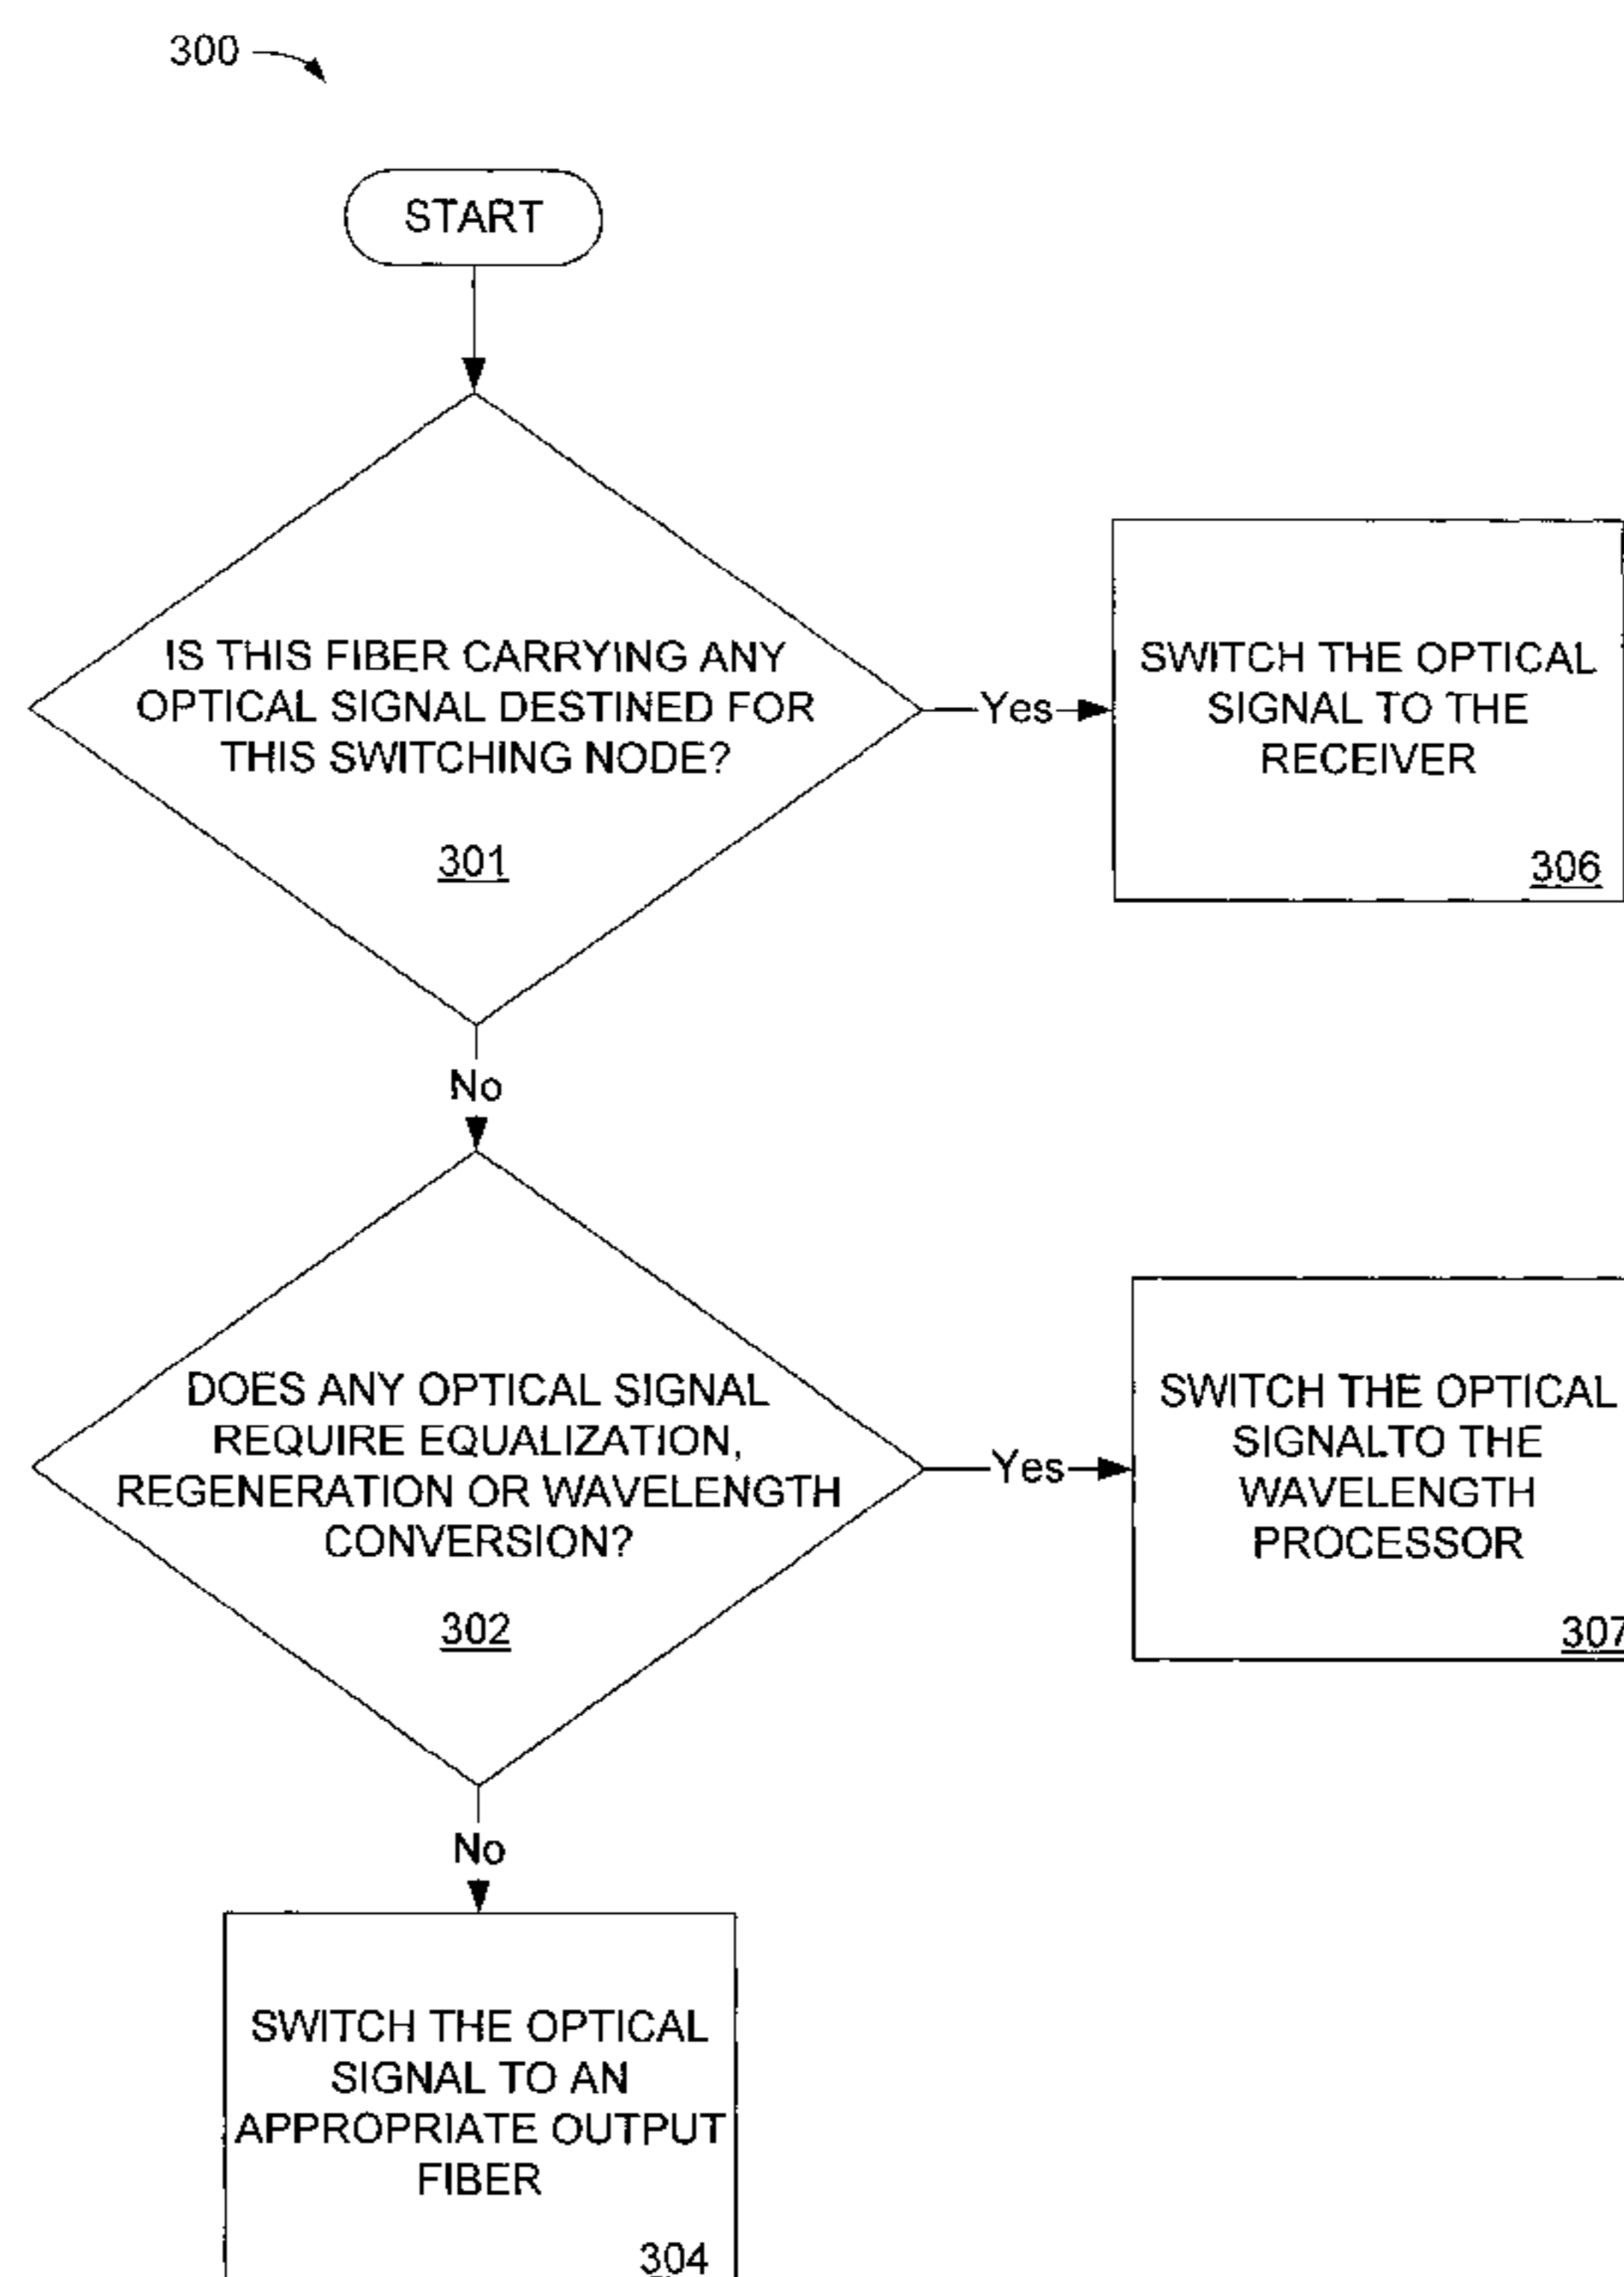 300
START
IS THIS FIBER CARRYING ANY
OPTICAL SIGNAL DESTINED FOR
THIS SWITCHING NODE?
301
Yes
SWITCH THE OPTICAL
SIGNAL TO THE
RECEIVER
306
No
DOES ANY OPTICAL SIGNAL
REQUIRE EQUALIZATION,
REGENERATION OR WAVELENGTH
CONVERSION?
302
Yes
SWITCH THE OPTICAL
SIGNALTO THE
WAVELENGTH
PROCESSOR
307
No
SWITCH THE OPTICAL
SIGNAL TO AN
APPROPRIATE OUTPUT
FIBER
304